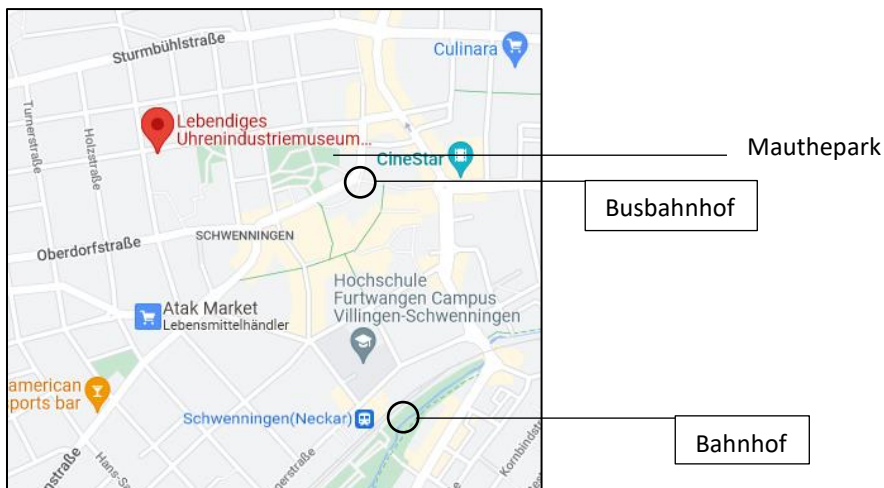 Sturmbühlstraße
Culinara
Turnerstraße
Holzstraße
Lebendiges
Uhrenindustriemuseum...
CineStar
Mauthepark
Busbahnhof
Oberdorfstraße
SCHWENNINGEN
Hochschule
Furtwangen Campus
Villingen-Schwenningen
Atak Market
Lebensmittelhändler
american
ports bar
Schwenningen(Neckar)
Bahnhof